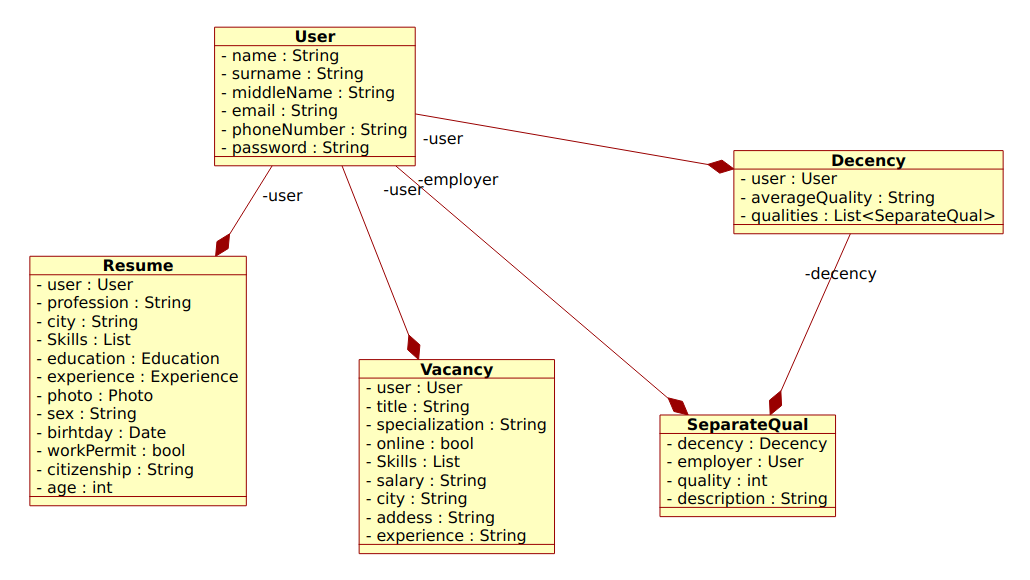 User
- name : String
- surname : String
- middleName : String
- email : String
- phoneNumber : String
- password : String
-user
-user
-user
-employer
Decency
- user : User
- averageQuality : String
- qualities : List<SeparateQual>
-decency
Resume
- user : User
- profession : String
- city : String
- Skills : List
- education : Education
- experience : Experience
- photo : Photo
- sex : String
- birhtday : Date
- workPermit : bool
- citizenship : String
- age : int
Vacancy
- user : User
- title : String
- specialization : String
- online : bool
- Skills : List
- salary : String
- city : String
- addess : String
- experience : String
SeparateQual
- decency : Decency
- employer : User
- quality : int
- description : String